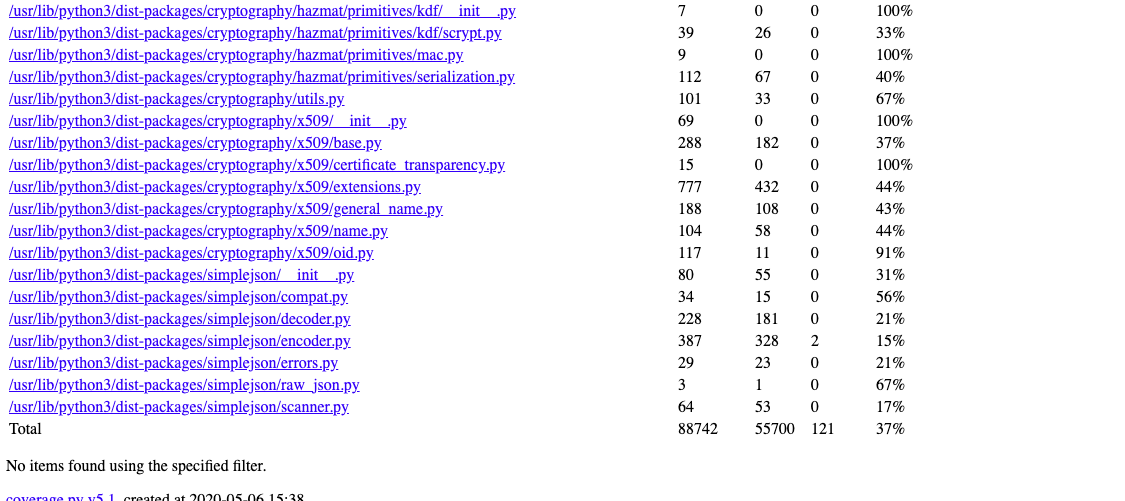 /usr/lib/python3/dist-packages/cryptography/hazmat/primitives/kdf/__init__.py 7 0 0 100%
/usr/lib/python3/dist-packages/cryptography/hazmat/primitives/kdf/scrypt.py 39 26 0 33%
/usr/lib/python3/dist-packages/cryptography/hazmat/primitives/mac.py 9 0 0 100%
/usr/lib/python3/dist-packages/cryptography/hazmat/primitives/serialization.py 112 67 0 40%
/usr/lib/python3/dist-packages/cryptography/utils.py 101 33 0 67%
/usr/lib/python3/dist-packages/cryptography/x509/__init__.py 69 0 0 100%
/usr/lib/python3/dist-packages/cryptography/x509/base.py 288 182 0 37%
/usr/lib/python3/dist-packages/cryptography/x509/certificate_transparency.py 15 0 0 100%
/usr/lib/python3/dist-packages/cryptography/x509/extensions.py 777 432 0 44%
/usr/lib/python3/dist-packages/cryptography/x509/general_name.py 188 108 0 43%
/usr/lib/python3/dist-packages/cryptography/x509/name.py 104 58 0 44%
/usr/lib/python3/dist-packages/cryptography/x509/oid.py 117 11 0 91%
/usr/lib/python3/dist-packages/simplejson/__init__.py 80 55 0 31%
/usr/lib/python3/dist-packages/simplejson/compat.py 34 15 0 56%
/usr/lib/python3/dist-packages/simplejson/decoder.py 228 181 0 21%
/usr/lib/python3/dist-packages/simplejson/encoder.py 387 328 2 15%
/usr/lib/python3/dist-packages/simplejson/errors.py 29 23 0 21%
/usr/lib/python3/dist-packages/simplejson/raw_json.py 3 1 0 67%
/usr/lib/python3/dist-packages/simplejson/scanner.py 64 53 0 17%
Total 88742 55700 121 37%
No items found using the specified filter.
coverage.py v5.1, created at 2020-05-06 15:38